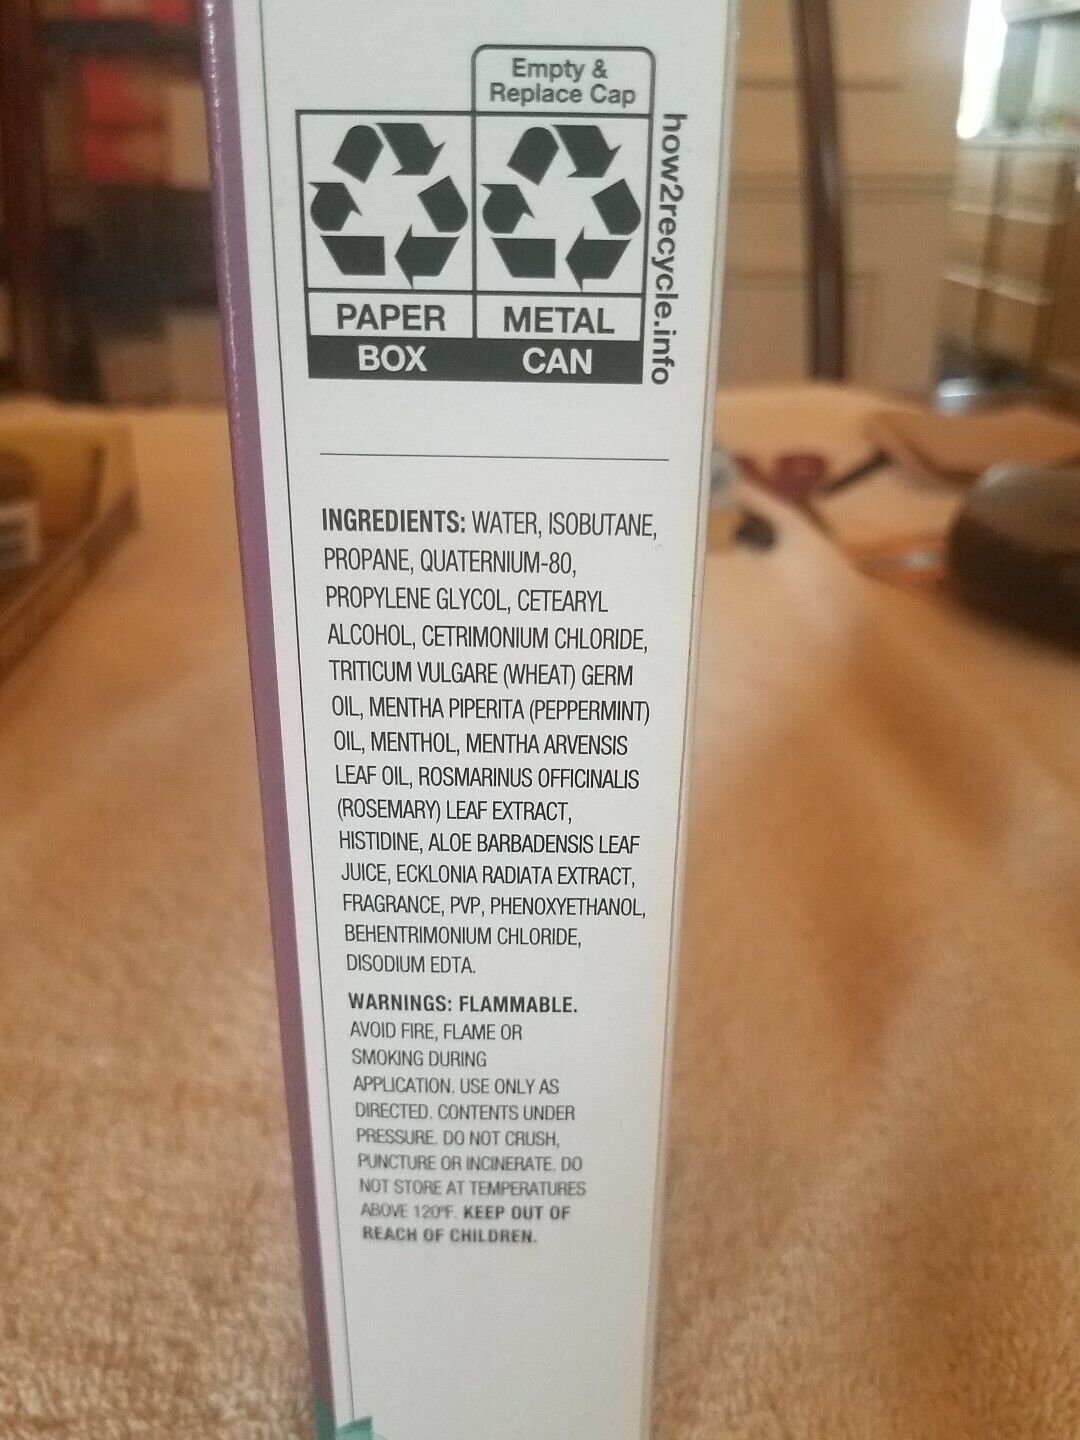 Empty &
Replace Cap
PAPER
BOX
METAL
CAN
how2recycle.info
INGREDIENTS: WATER, ISOBUTANE,
PROPANE, QUATERNIUM-80,
PROPYLENE GLYCOL, CETEARYL
ALCOHOL, CETRIMONIUM CHLORIDE,
TRITICUM VULGARE (WHEAT) GERM
OIL, MENTHA PIPERITA (PEPPERMINT)
OIL, MENTHOL, MENTHA ARVENSIS
LEAF OIL, ROSMARINUS OFFICINALIS
(ROSEMARY) LEAF EXTRACT,
HISTIDINE, ALOE BARBADENSIS LEAF
JUICE, ECKLONIA RADIATA EXTRACT,
FRAGRANCE, PVP, PHENOXYETHANOL,
BEHENTRIMONIUM CHLORIDE,
DISODIUM EDTA.
WARNINGS: FLAMMABLE.
AVOID FIRE, FLAME OR
SMOKING DURING
APPLICATION. USE ONLY AS
DIRECTED. CONTENTS UNDER
PRESSURE. DO NOT CRUSH,
PUNCTURE OR INCINERATE. DO
NOT STORE AT TEMPERATURES
ABOVE 120°F. KEEP OUT OF
REACH OF CHILDREN.